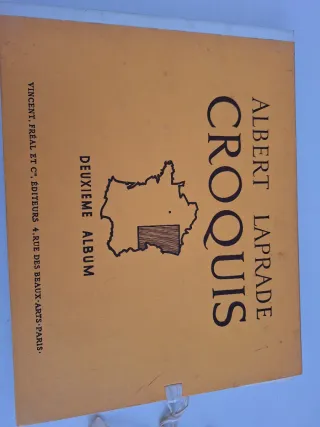 ALBERT LAPRADE
CROQUIS
DEUXIEME ALBUM
VINCENT, FRÉAL ET Cᴵᴱ, ÉDITEURS 4, RUE DES BEAUX-ARTS-PARIS.